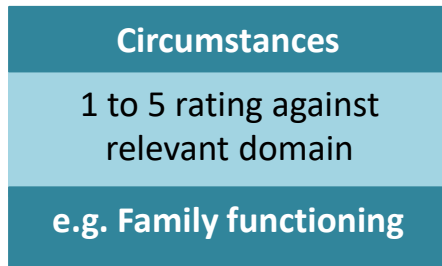 Circumstances
1 to 5 rating against
relevant domain
e.g. Family functioning